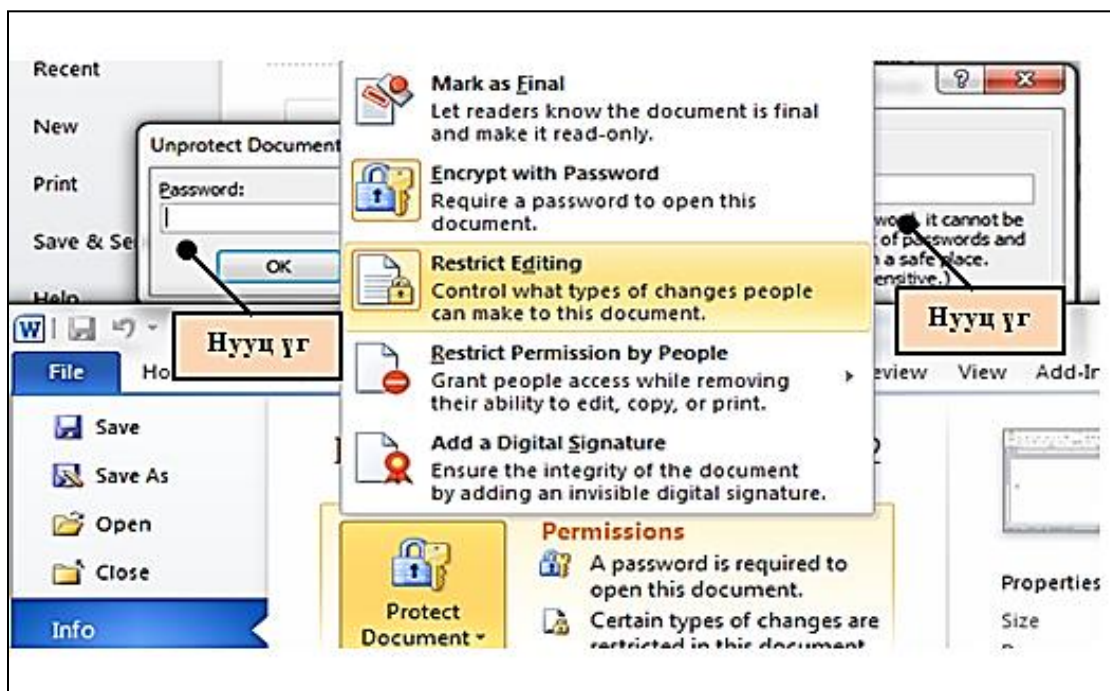 Recent
New
Print
Save & Se
Help
Unprotect Document
Password:
OK
Mark as Final
Let readers know the document is final
and make it read-only.
Encrypt with Password
Require a password to open this
document.
Restrict Editing
Control what types of changes people
can make to this document.
Restrict Permission by People
Grant people access while removing
their ability to edit, copy, or print.
Add a Digital Signature
Ensure the integrity of the document
by adding an invisible digital signature.
it cannot be
of passwords and
a safe place.
Нууц үг
Нууц үг
File
Ho
eview
View
Add-In
Save
Save As
Open
Close
Info
Protect
Document
Permissions
A password is required to
open this document.
Certain types of changes are
restricted in this document
Properties
Size